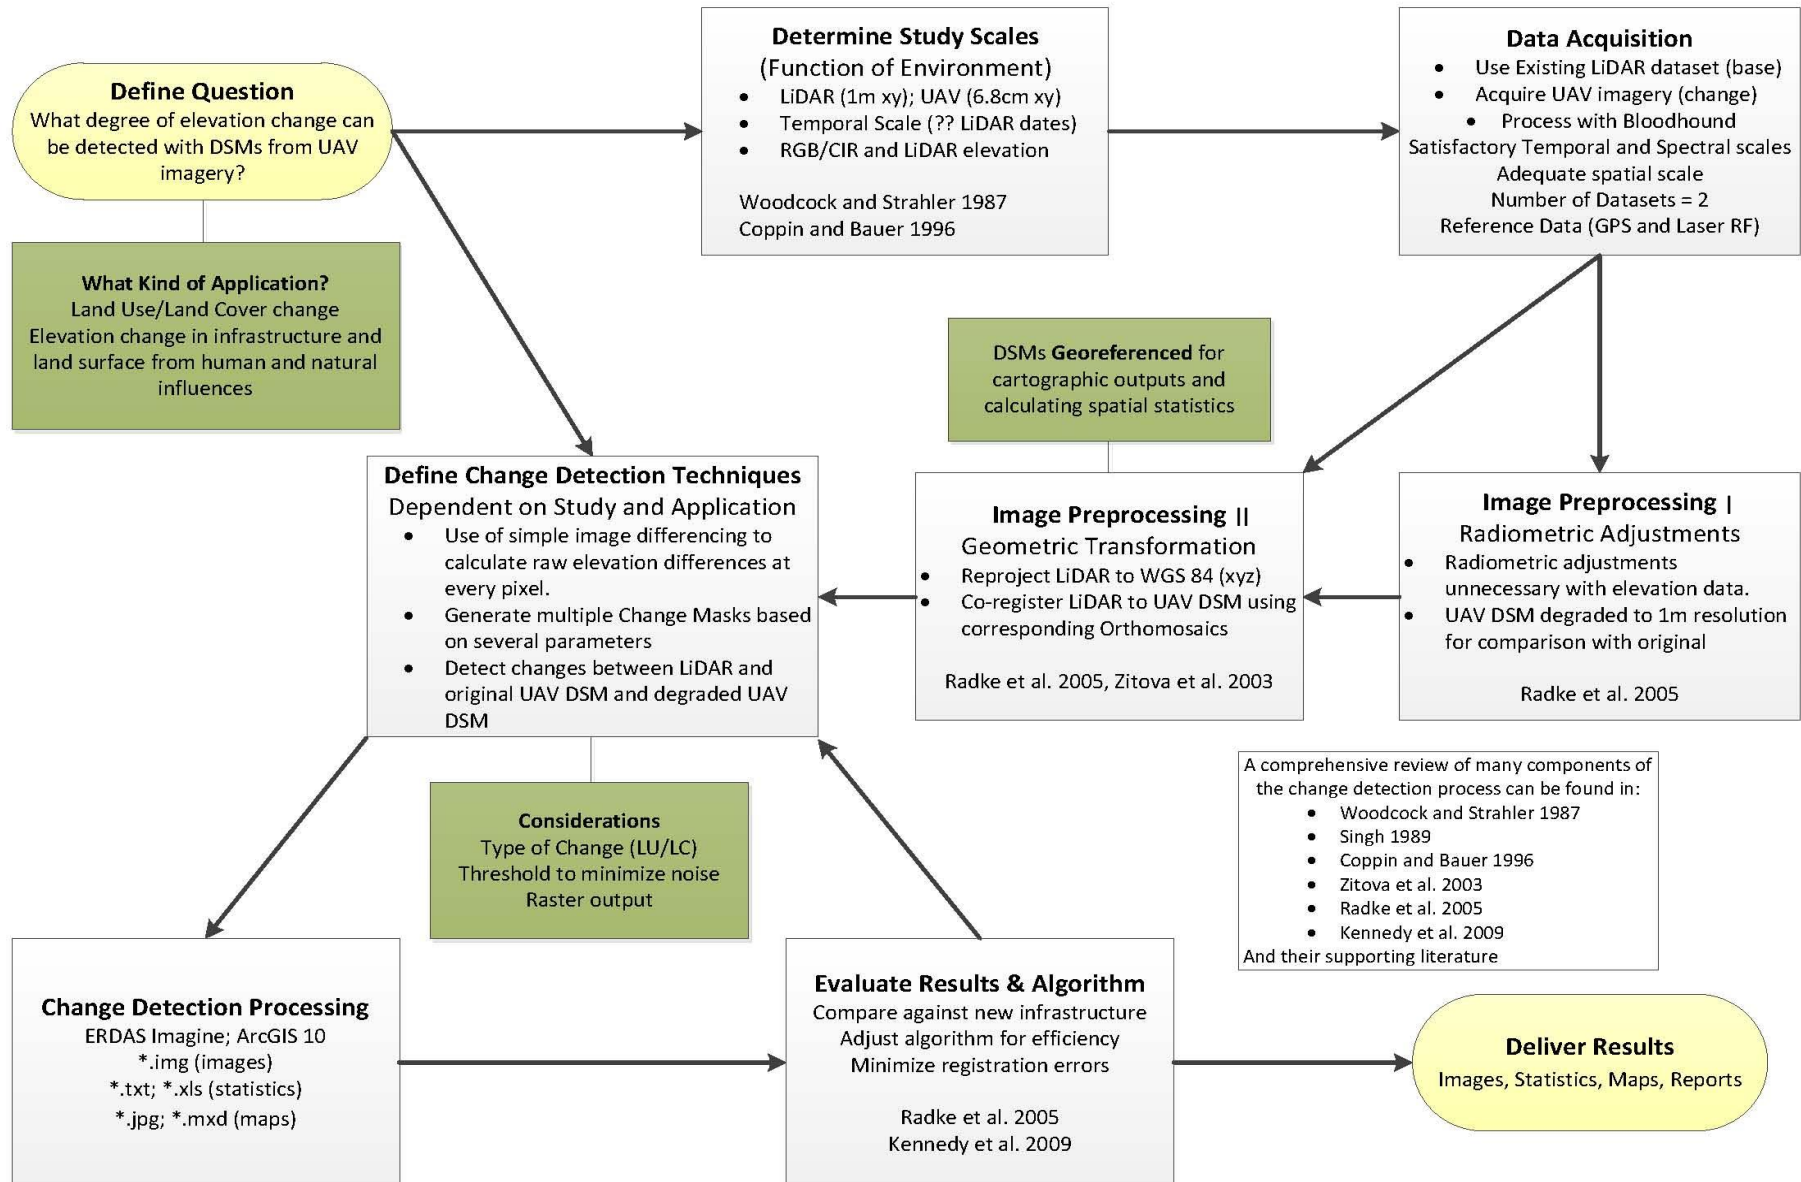 Define Question
What degree of elevation change can
be detected with DSMs from UAV
imagery?
What Kind of Application?
Land Use/Land Cover change
Elevation change in infrastructure and
land surface from human and natural
influences
Determine Study Scales
(Function of Environment)
• LiDAR (1m xy); UAV (6.8cm xy)
• Temporal Scale (?? LiDAR dates)
• RGB/CIR and LiDAR elevation
Woodcock and Strahler 1987
Coppin and Bauer 1996
Data Acquisition
• Use Existing LiDAR dataset (base)
• Acquire UAV imagery (change)
• Process with Bloodhound
Satisfactory Temporal and Spectral scales
Adequate spatial scale
Number of Datasets = 2
Reference Data (GPS and Laser RF)
DSMs Georeferenced for
cartographic outputs and
calculating spatial statistics
Image Preprocessing |
Radiometric Adjustments
• Radiometric adjustments
unnecessary with elevation data.
• UAV DSM degraded to 1m resolution
for comparison with original
Radke et al. 2005
Image Preprocessing ||
Geometric Transformation
• Reproject LiDAR to WGS 84 (xyz)
• Co-register LiDAR to UAV DSM using
corresponding Orthomosaics
Radke et al. 2005, Zitova et al. 2003
Define Change Detection Techniques
Dependent on Study and Application
• Use of simple image differencing to
calculate raw elevation differences at
every pixel.
• Generate multiple Change Masks based
on several parameters
• Detect changes between LiDAR and
original UAV DSM and degraded UAV
DSM
Considerations
Type of Change (LU/LC)
Threshold to minimize noise
Raster output
A comprehensive review of many components of
the change detection process can be found in:
• Woodcock and Strahler 1987
• Singh 1989
• Coppin and Bauer 1996
• Zitova et al. 2003
• Radke et al. 2005
• Kennedy et al. 2009
And their supporting literature
Change Detection Processing
ERDAS Imagine; ArcGIS 10
*.img (images)
*.txt; *.xls (statistics)
*.jpg; *.mxd (maps)
Evaluate Results & Algorithm
Compare against new infrastructure
Adjust algorithm for efficiency
Minimize registration errors
Radke et al. 2005
Kennedy et al. 2009
Deliver Results
Images, Statistics, Maps, Reports